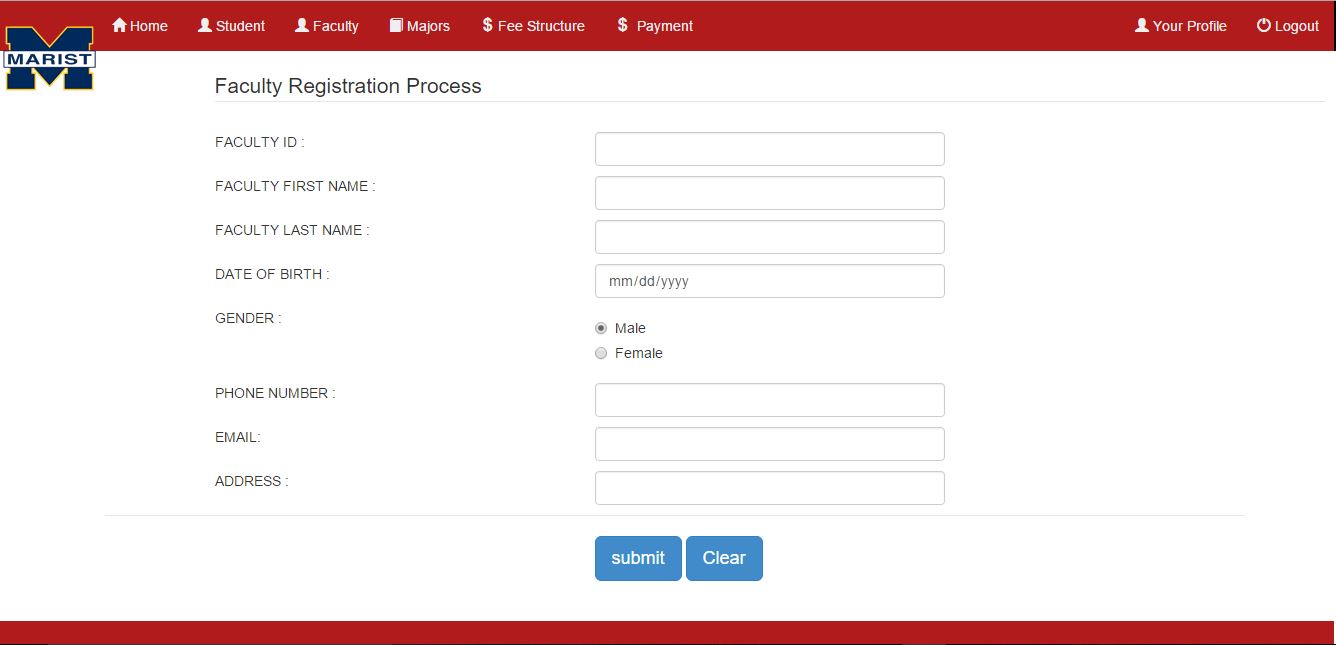 Home Student Faculty Majors $ Fee Structure $ Payment Your Profile Logout
MARIST
Faculty Registration Process
FACULTY ID :
FACULTY FIRST NAME :
FACULTY LAST NAME :
DATE OF BIRTH : mm/dd/yyyy
GENDER : Male
Female
PHONE NUMBER :
EMAIL:
ADDRESS :
submit Clear